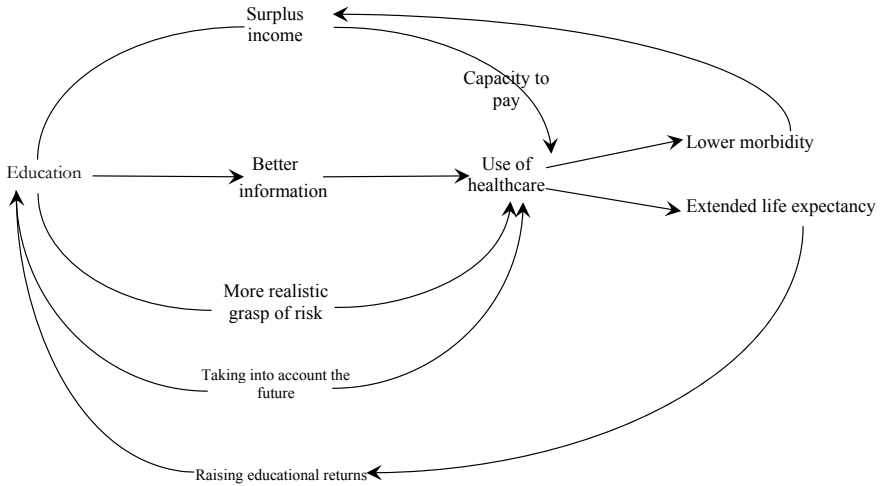 Surplus
income
Capacity to
pay
Education
Better
information
Use of
healthcare
Lower morbidity
Extended life expectancy
More realistic
grasp of risk
Taking into account the
future
Raising educational returns